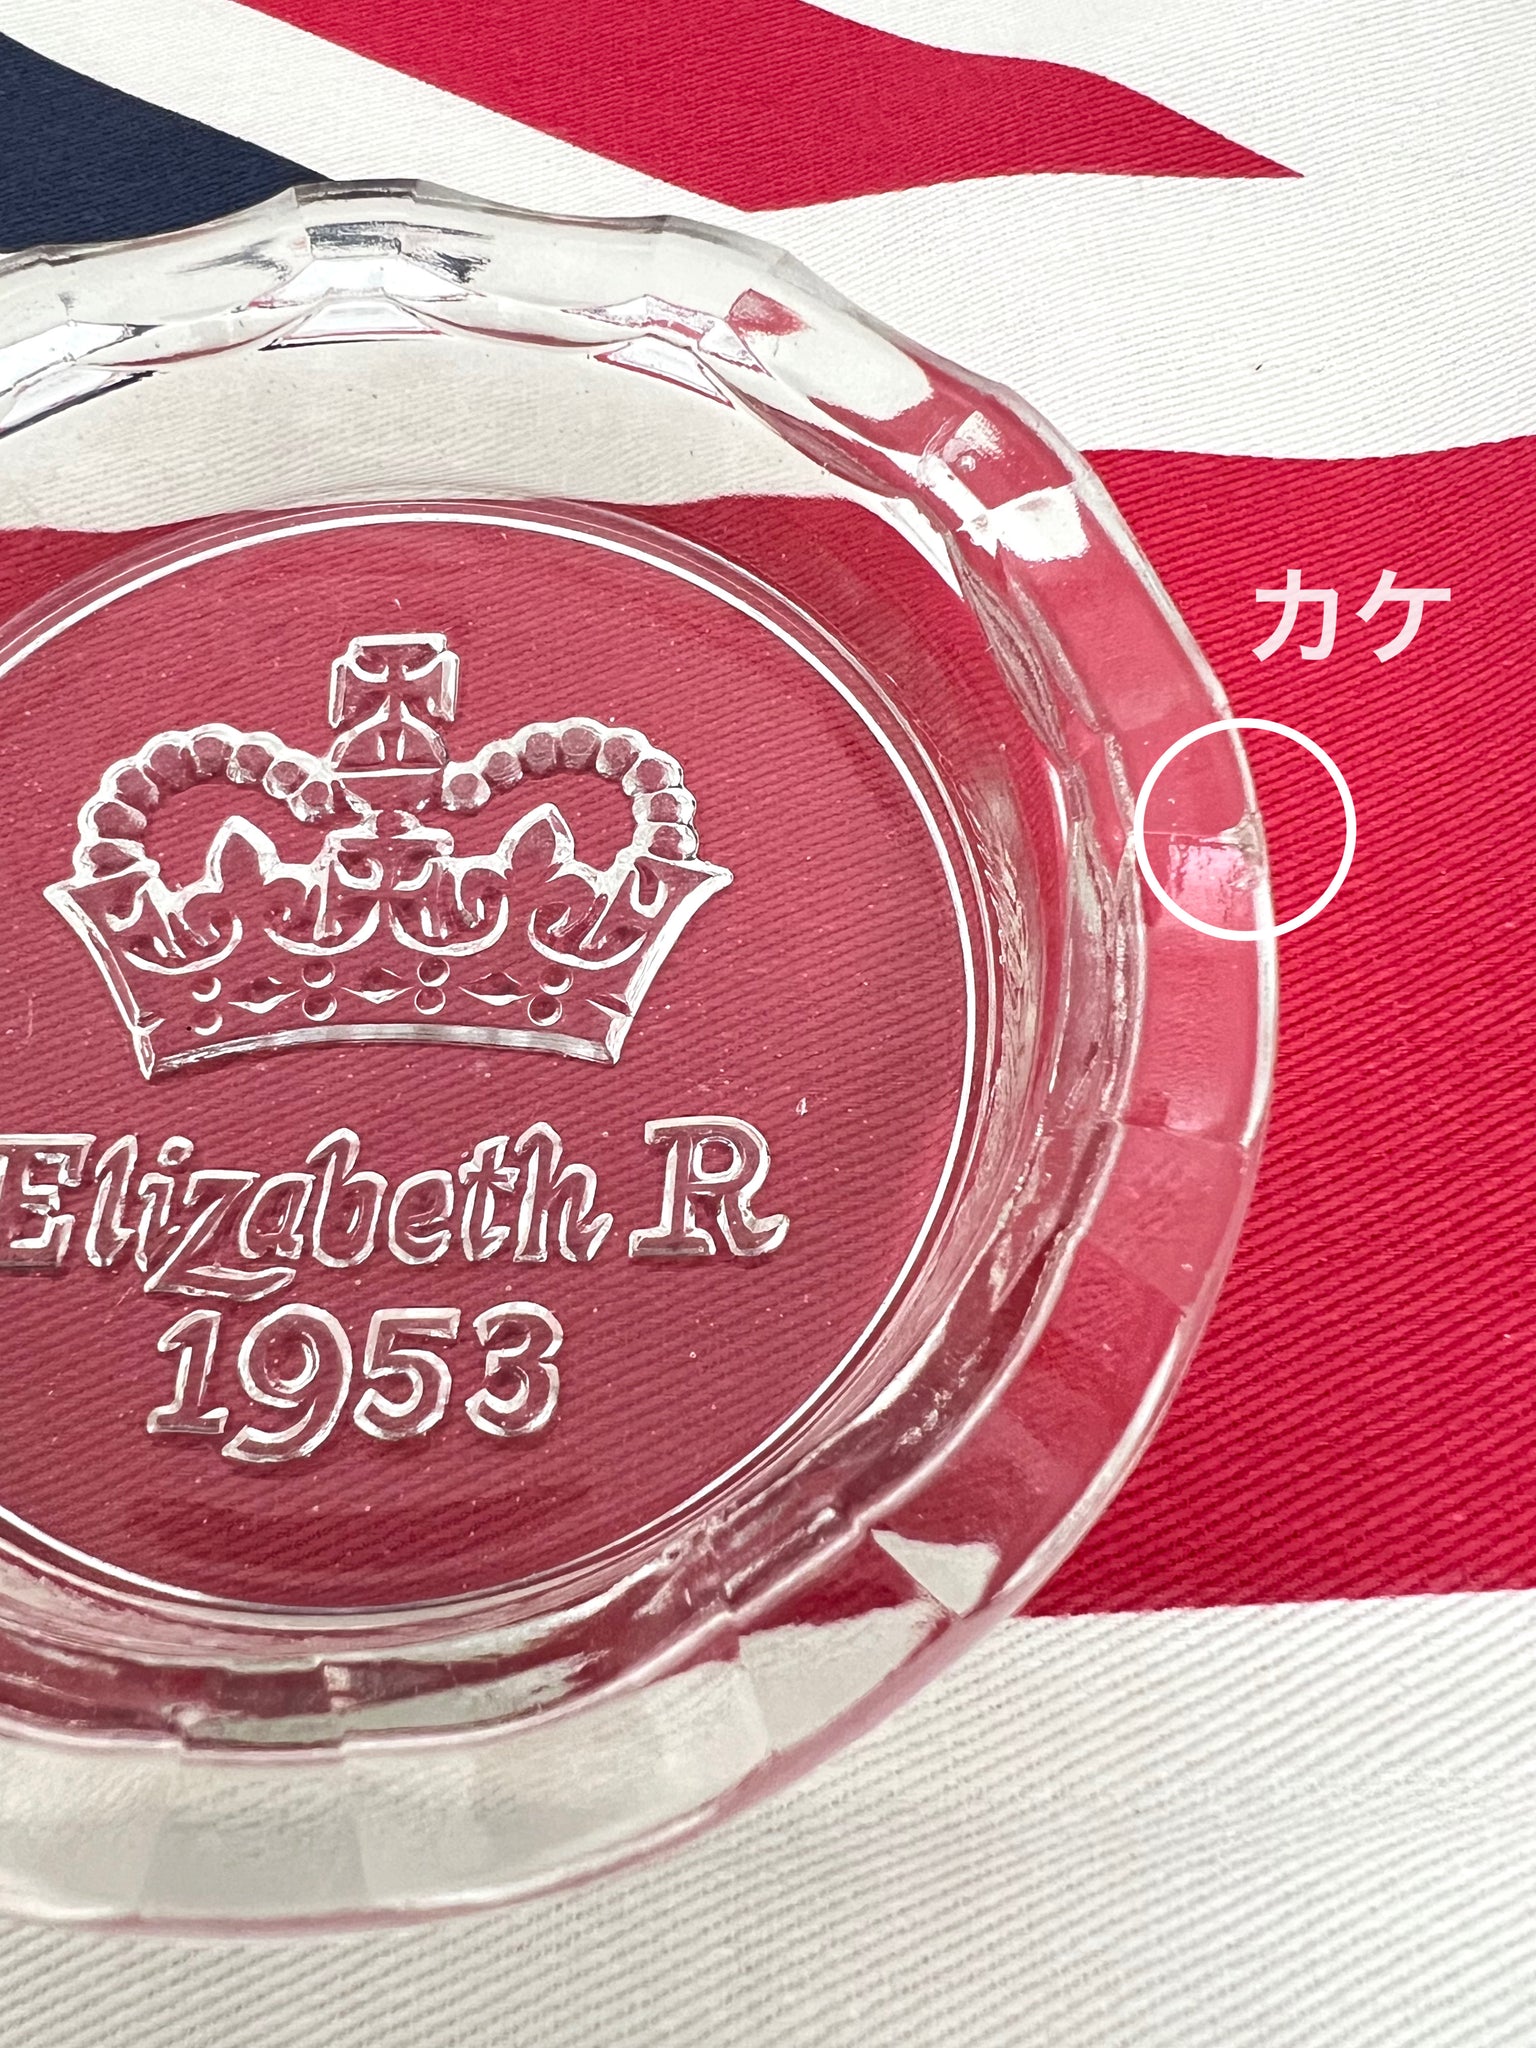 カケ
Elizabeth R
1953